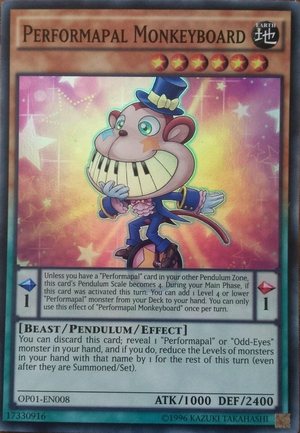 PERFORMAPAL MONKEYBOARD
EARTH
地
Unless you have a "Performapal" card in your other Pendulum Zone,
this card's Pendulum Scale becomes 4. During your Main Phase, if
this card was activated this turn: You can add 1 Level 4 or lower
"Performapal" monster from your Deck to your hand. You can only
use this effect of "Performapal Monkeyboard" once per turn.
1
1
[BEAST/PENDULUM/EFFECT]
You can discard this card; reveal 1 "Performapal" or "Odd-Eyes"
monster in your hand, and if you do, reduce the Levels of monsters
in your hand with that name by 1 for the rest of this turn (even
after they are Summoned/Set).
OP01-EN008
ATK/1000 DEF/2400
17330916
©1996 KAZUKI TAKAHASHI